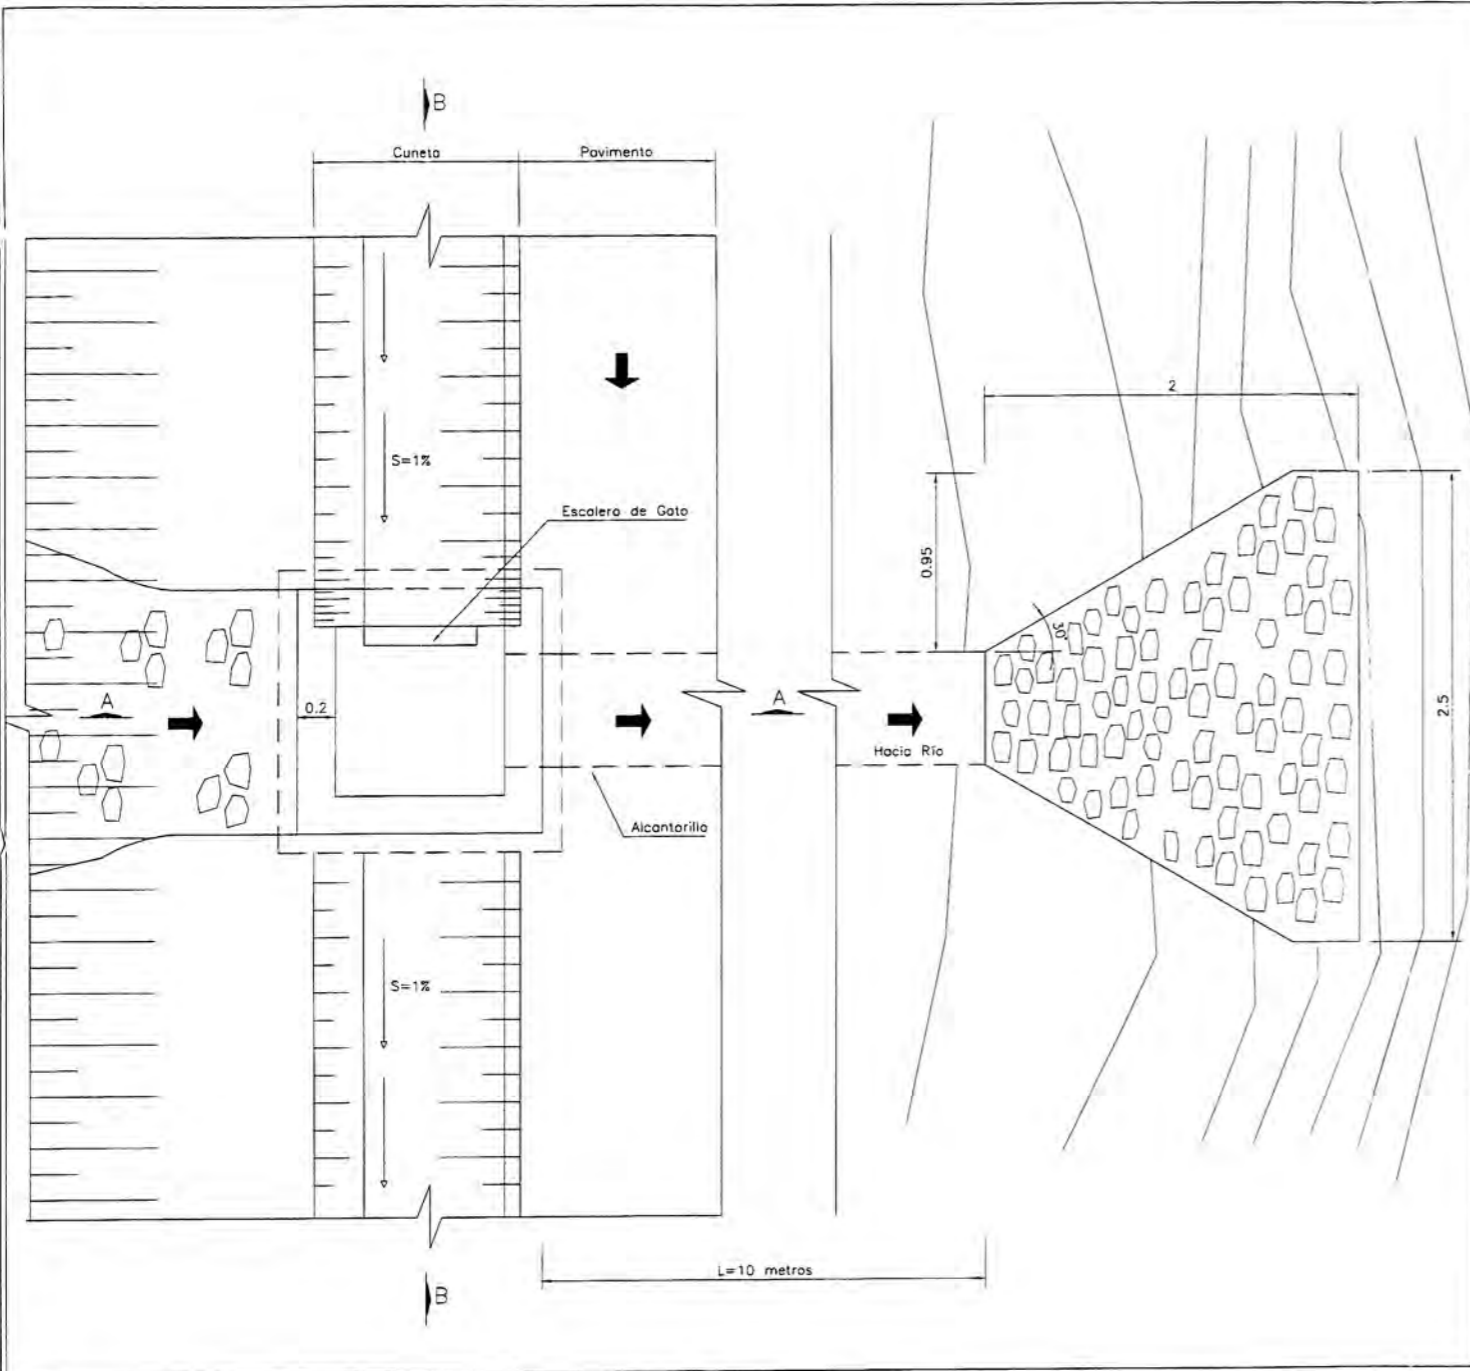 B
Cuneta
Pavimento
2
S=1%
Escalera de Gato
0.95
30°
A
0.2
A
2.5
Hacia Río
Alcantarilla
S=1%
L=10 metros
B